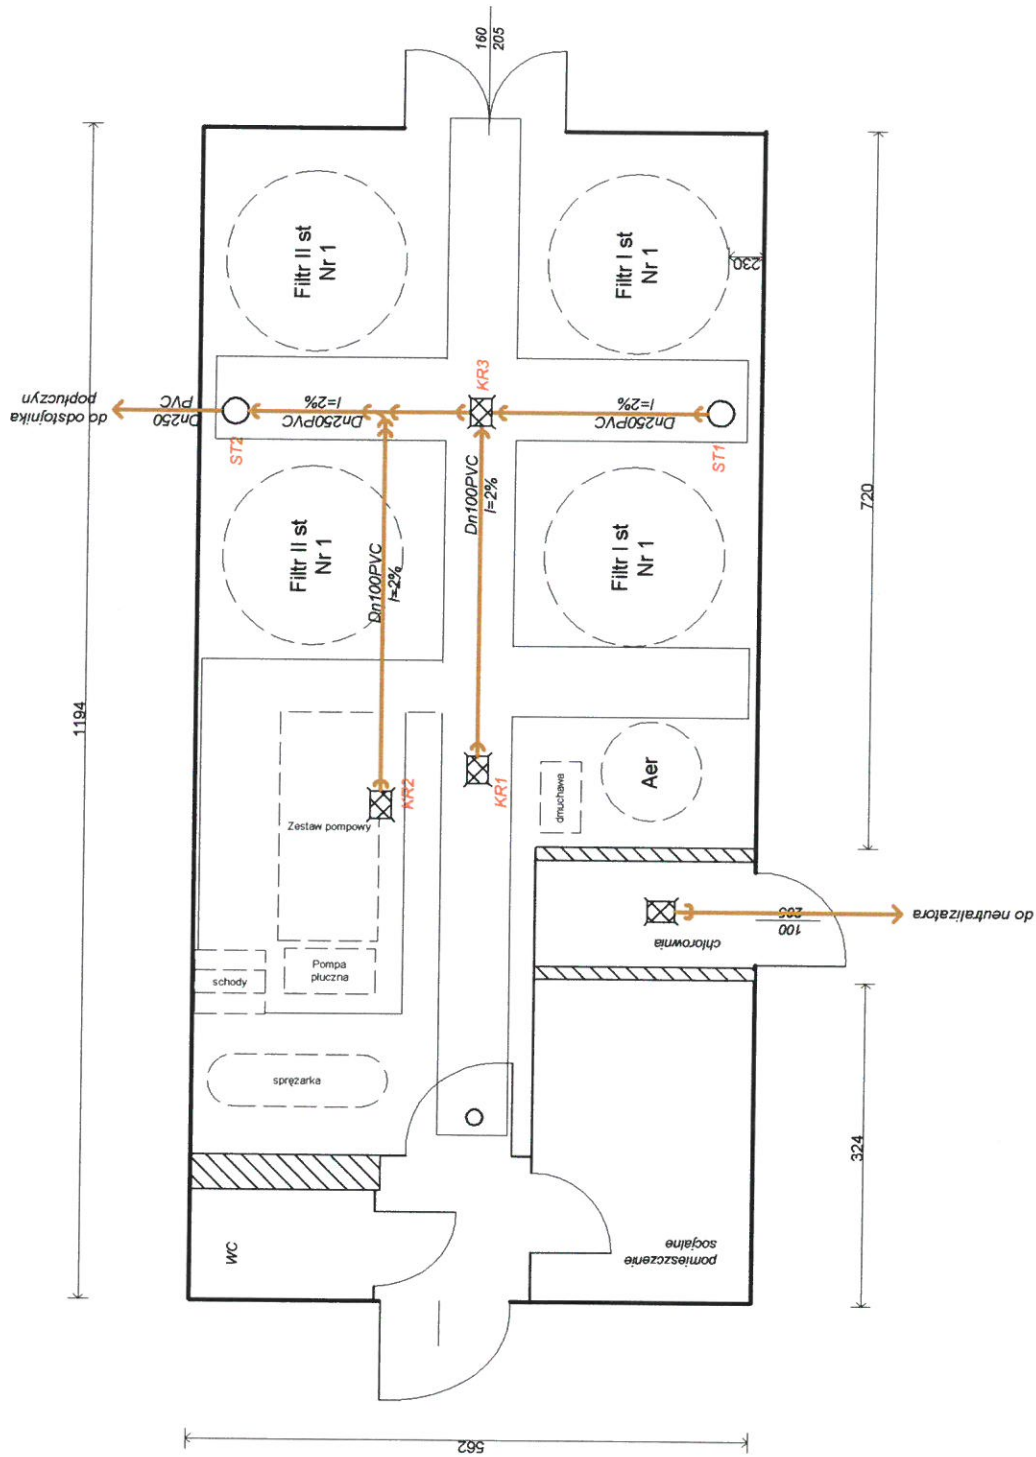 160
205
1194
Filtr II st
Nr 1
Filtr I st
Nr 1
230
do odstojnika
popłuczyn
Dn250
PVC
ST2
Dn250PVC
I=2%
KR3
Dn250PVC
I=2%
ST1
720
Filtr II st
Nr 1
Dn100PVC
I=2%
Dn100PVC
I=2%
Filtr I st
Nr 1
KR2
KR1
Zestaw pompowy
dmuchawa
Aer
schody
Pompa
płuczna
chlorownia
100
205
do neutralizatora
sprężarka
324
WC
pomieszczenie
socjalne
562